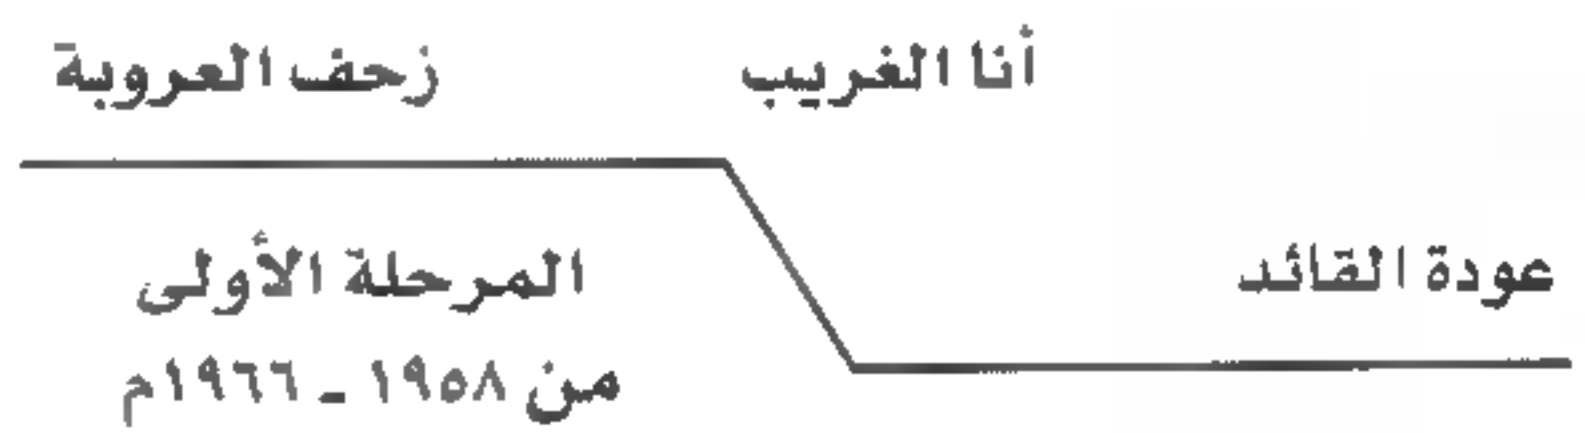 أنا الغريب
زحف العروبة
عودة القائد
المرحلة الأولى
من ١٩٥٨ ـ ١٩٦٦م